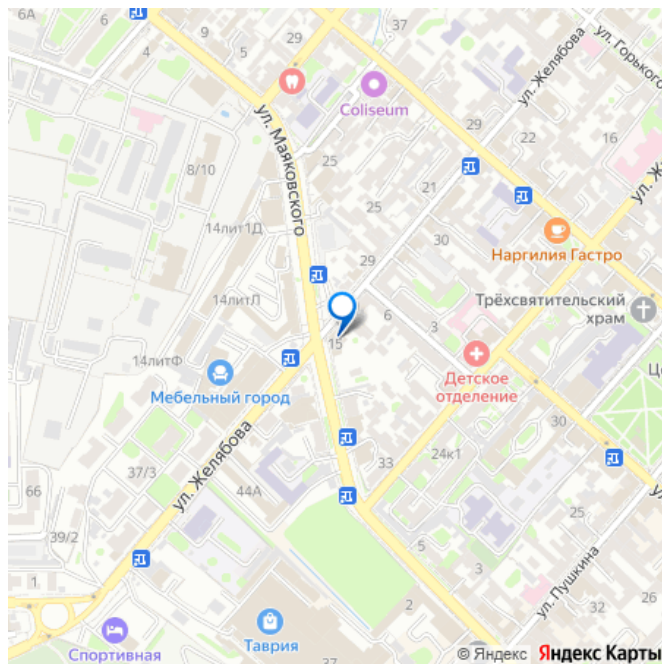 6А
9
5
4
29
37
ул. Горького
ул. Желябова
Coliseum
ул. Маяковского
29
22
16
8/10
25
21
ул. Ж
25
14лит1Д
30
Наргилия Гастро
29
14литЛ
6
3
Трёхсвятительский
храм
15
14литФ
Мебельный город
Детское
отделение
Це
30
ул. Желябова
24к1
33
37/3
44А
66
у
25
39/2
5
3
1
ул. Пушкина
2
32
26
Спортивная
Таврия
16
© Яндекс Яндекс Карты